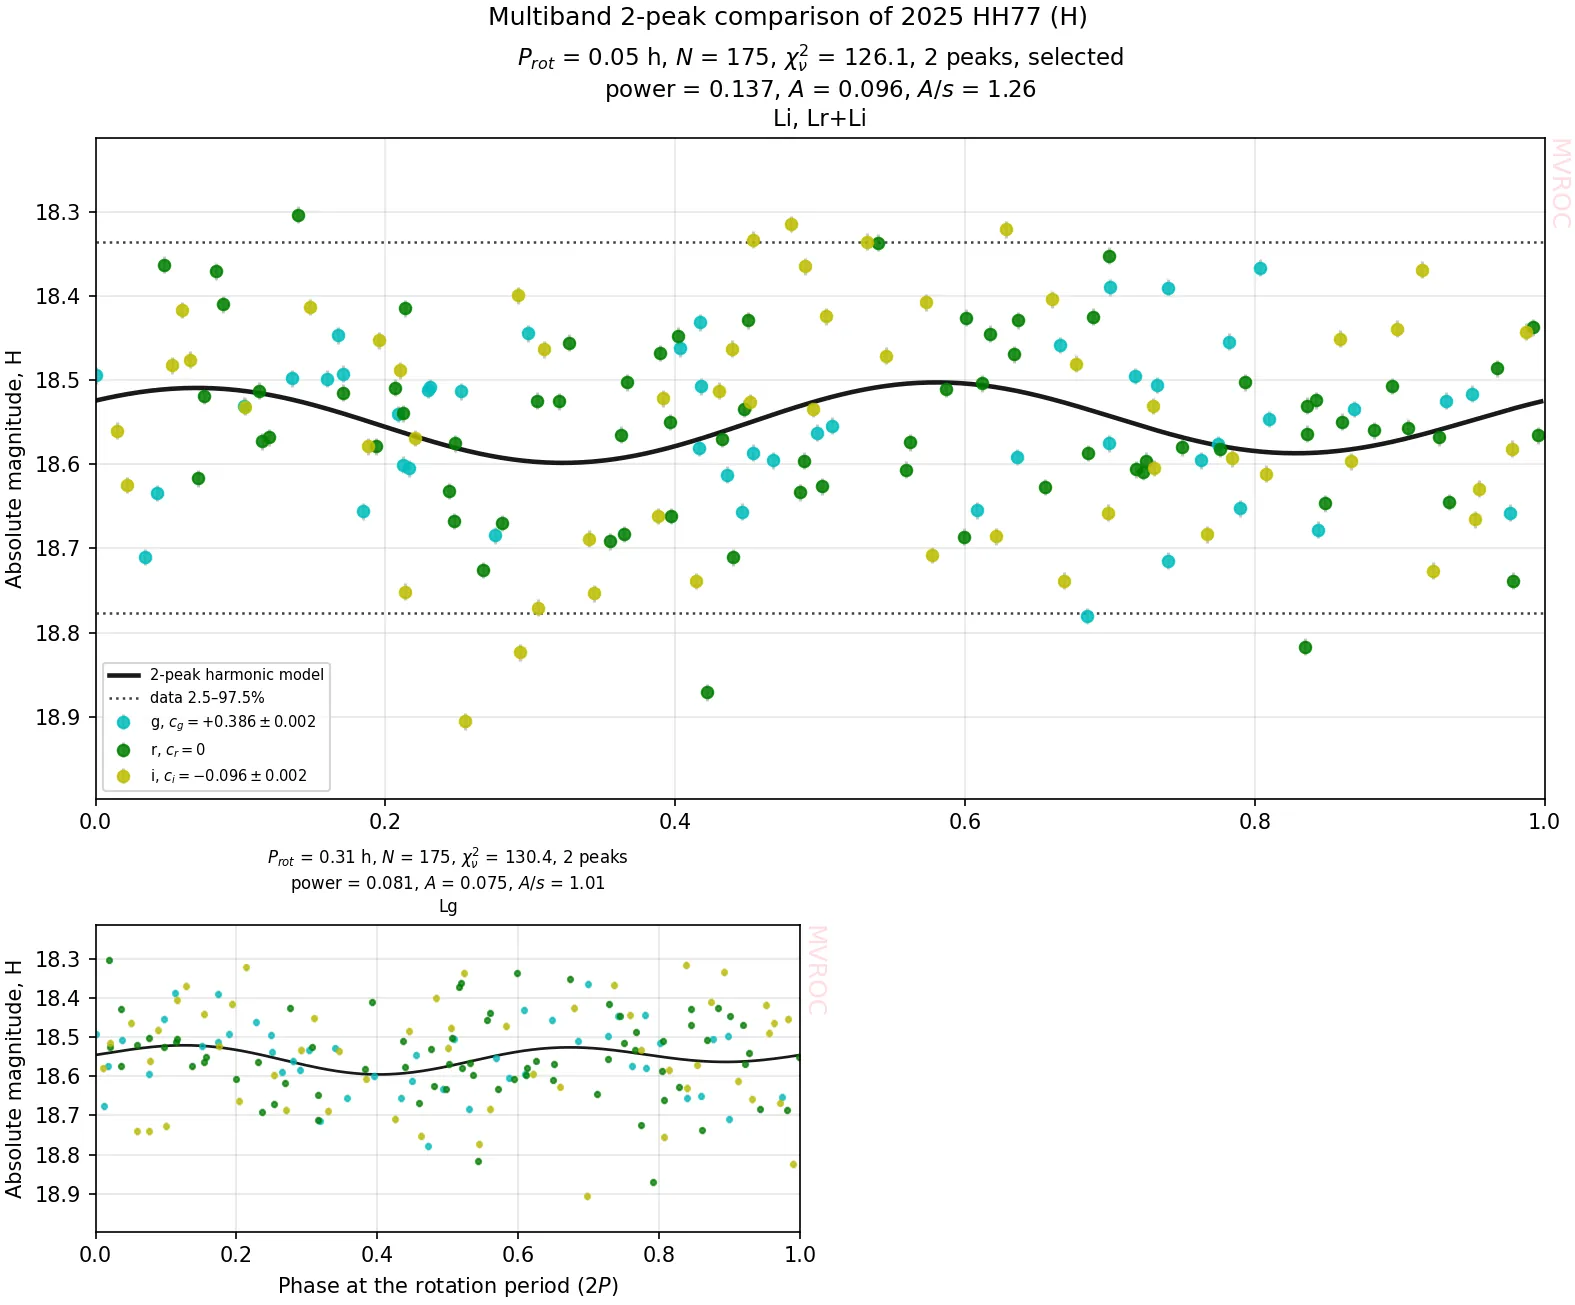 Multiband 2-peak comparison of 2025 HH77 (H)
P_rot = 0.05 h, N = 175, χ²_ν = 126.1, 2 peaks, selected
power = 0.137, A = 0.096, A/s = 1.26
Li, Lr+Li
MVROC
Absolute magnitude, H
18.3
18.4
18.5
18.6
18.7
18.8
18.9
2-peak harmonic model
data 2.5–97.5%
g, c_g = +0.386 ± 0.002
r, c_r = 0
i, c_i = −0.096 ± 0.002
0.0 0.2 0.4 0.6 0.8 1.0
P_rot = 0.31 h, N = 175, χ²_ν = 130.4, 2 peaks
power = 0.081, A = 0.075, A/s = 1.01
Lg
MVROC
Absolute magnitude, H
18.3
18.4
18.5
18.6
18.7
18.8
18.9
0.0 0.2 0.4 0.6 0.8 1.0
Phase at the rotation period (2P)